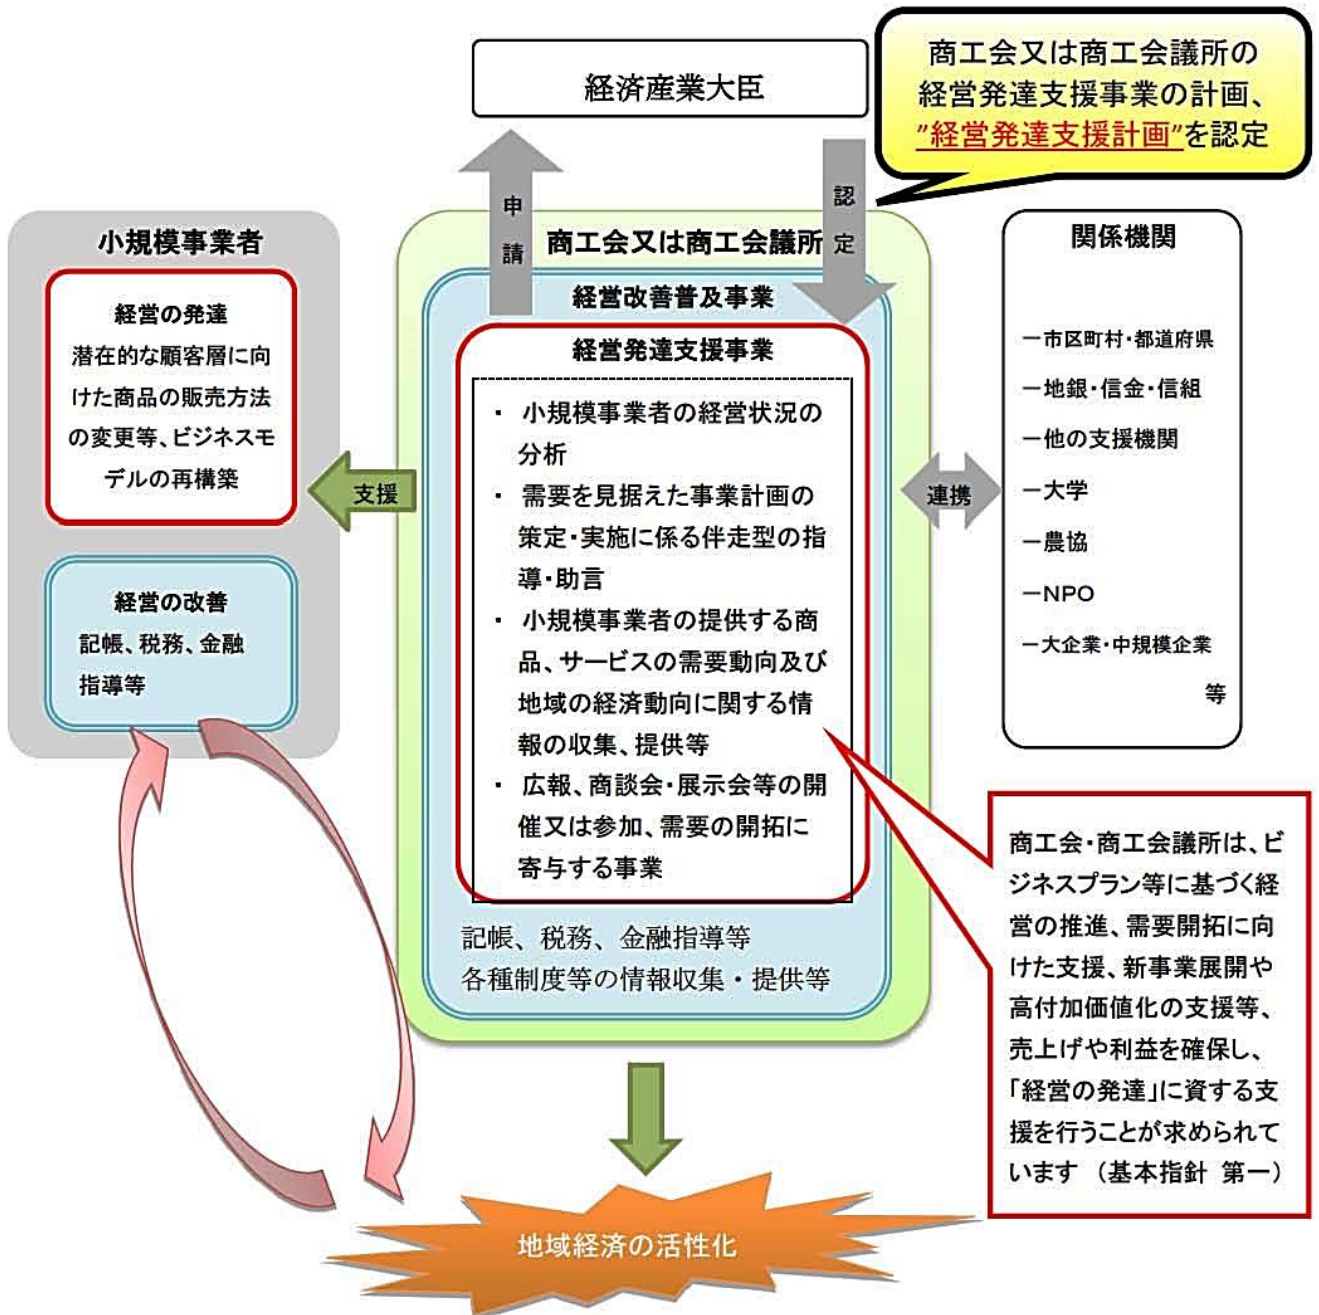 経済産業大臣
商工会又は商工会議所の
経営発達支援事業の計画、
”経営発達支援計画”を認定
申請
認定
小規模事業者
経営の発達
潜在的な顧客層に向
けた商品の販売方法
の変更等、ビジネスモ
デルの再構築
経営の改善
記帳、税務、金融
指導等
支援
商工会又は商工会議所
経営改善普及事業
経営発達支援事業
・ 小規模事業者の経営状況の
分析
・ 需要を見据えた事業計画の
策定・実施に係る伴走型の指
導・助言
・ 小規模事業者の提供する商
品、サービスの需要動向及び
地域の経済動向に関する情
報の収集、提供等
・ 広報、商談会・展示会等の開
催又は参加、需要の開拓に
寄与する事業
記帳、税務、金融指導等
各種制度等の情報収集・提供等
連携
関係機関
―市区町村・都道府県
―地銀・信金・信組
―他の支援機関
―大学
―農協
―NPO
―大企業・中規模企業
等
商工会・商工会議所は、ビ
ジネスプラン等に基づく経
営の推進、需要開拓に向
けた支援、新事業展開や
高付加価値化の支援等、
売上げや利益を確保し、
「経営の発達」に資する支
援を行うことが求められて
います （基本指針 第一）
地域経済の活性化